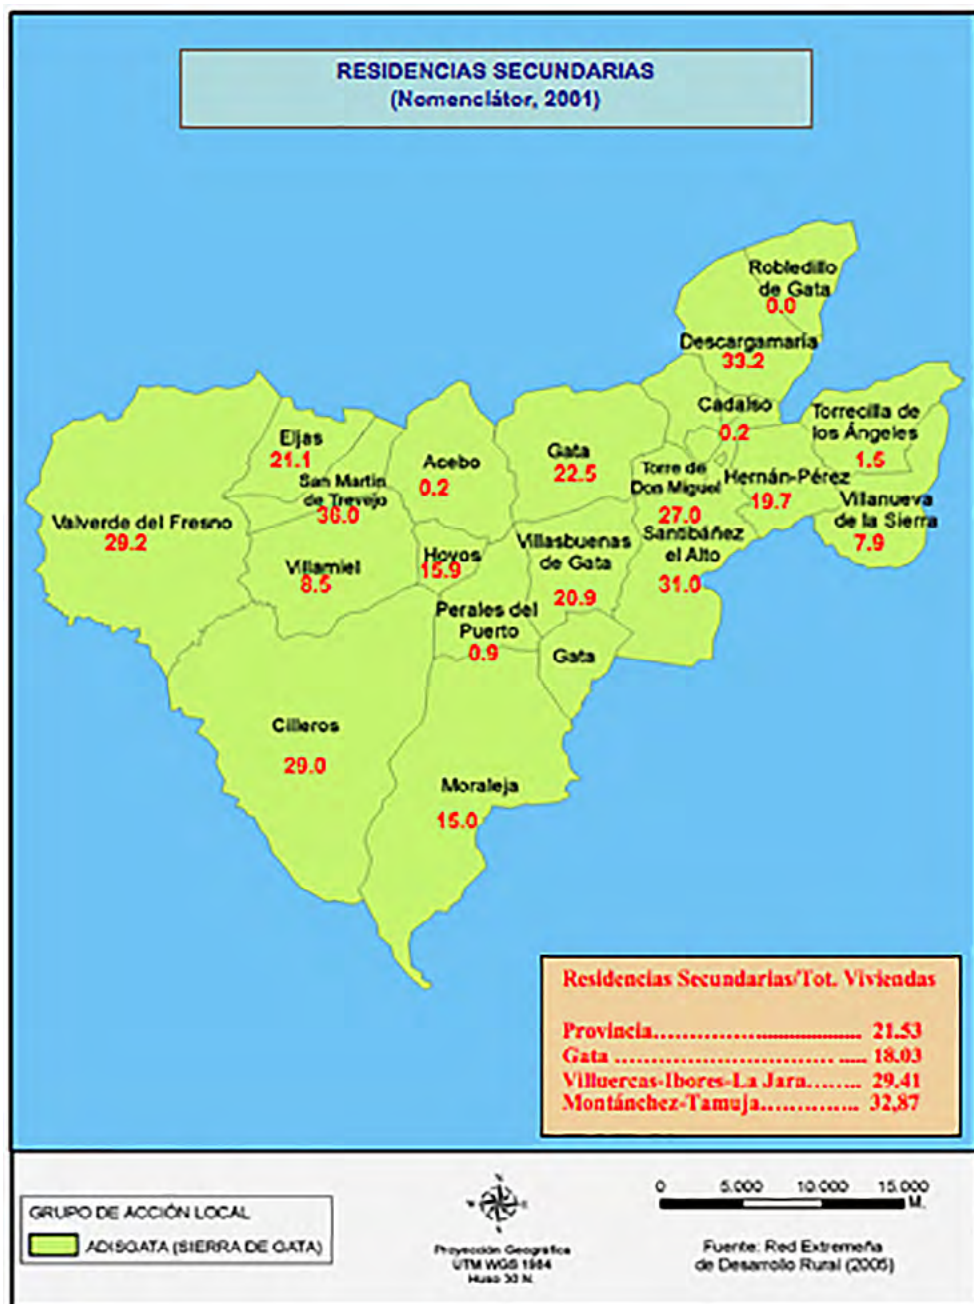 RESIDENCIAS SECUNDARIAS
(Nomenclátor, 2001)
Robledillo
de Gata
0.0
Descargamaría
33.2
Cadalso
0.2
Torrecilla de
los Ángeles
1.5
Eljas
21.1
Acebo
0.2
Gata
22.5
San Martín
de Trevejo
36.0
Torre de
Don Miguel
27.0
Hernán-Pérez
19.7
Villanueva
de la Sierra
7.9
Valverde del Fresno
29.2
Villamiel
8.5
Hoyos
15.9
Villasbuenas
de Gata
20.9
Santibáñez
el Alto
31.0
Perales del
Puerto
0.9
Gata
Cilleros
29.0
Moraleja
15.0
Residencias Secundarias/Tot. Viviendas
Provincia................................. 21.53
Gata ................................. 18.03
Villuercas-Ibores-La Jara........ 29.41
Montánchez-Tamuja.............. 32,87
GRUPO DE ACCIÓN LOCAL
ADISGATA (SIERRA DE GATA)
N
W E
S
Proyección Geográfica
UTM WGS 1984
Huso 30 N
0 5.000 10.000 15.000
M.
Fuente: Red Extremeña
de Desarrollo Rural (2005)